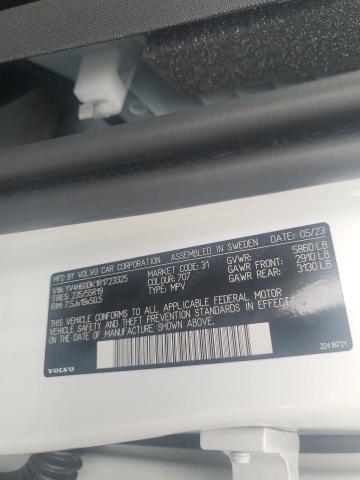 MFD BY VOLVO CAR CORPORATION. ASSEMBLED IN SWEDEN 05/23
VIN: YV4H600K1R1723325 MARKET CODE: 31 GVWR: 5860 LB
TIRES: 235/55R19 COLOUR: 707 GAWR FRONT: 2910 LB
RIM: 7.5Jx19x50.5 TYPE: MPV GAWR REAR: 3130 LB
THIS VEHICLE CONFORMS TO ALL APPLICABLE FEDERAL MOTOR
VEHICLE SAFETY BUMPER AND THEFT PREVENTION STANDARDS IN EFFECT
ON THE DATE OF MANUFACTURE SHOWN ABOVE.
VOLVO
32418721